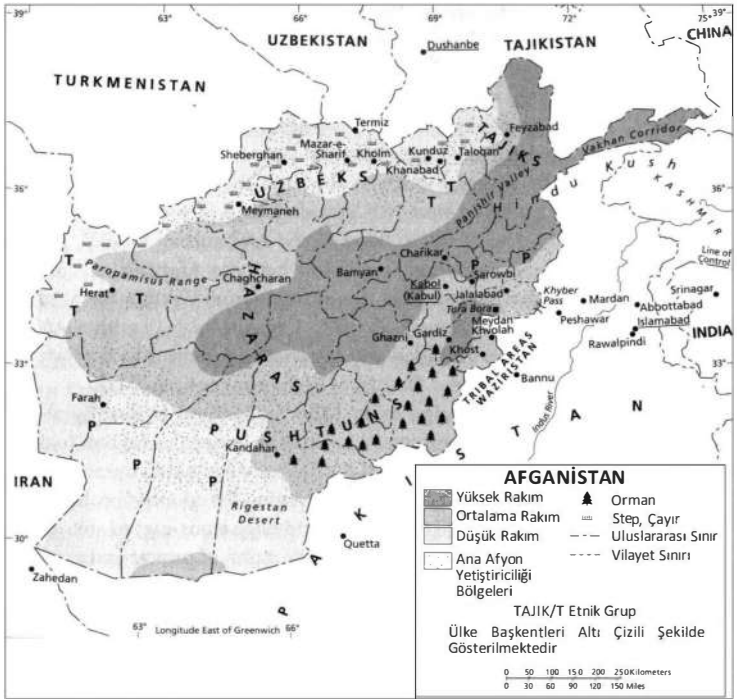 39°
63°
66°
69°
72°
75°39°
UZBEKISTAN
Dushanbe
TAJIKISTAN
CHINA
TURKMENISTAN
Termiz
Feyzabad
Mazar-e-
Sharif
Kholm
Kunduz
Taloqan
TAJIKS
Sheberghan
Khanabad
Vakhan Corridor
UZBEKS
T
T
Panjshir Valley
Hindu Kush
36°
36°
KASHMIR
Meymaneh
Charikar
P
P
Line of
Control
T
Paropamisus Range
Bamyan
Sarowbi
Chaghcharan
Kabol
(Kabul)
Jalalabad
Khyber
Pass
Mardan
Srinagar
Herat
T
Tora Bora
Abbottabad
T
HAZARAS
Meydan
Khvolah
Peshawar
Islamabad
Ghazni
Gardiz
Rawalpindi
INDIA
33°
33°
Khost
TRIBAL AREAS
WAZIRISTAN
Bannu
Farah
Indus River
P
P
PUSHTUNS
Kandahar
P
P
PAKISTAN
IRAN
Rigestan
Desert
30°
30°
Quetta
Zahedan
63°
Longitude East of Greenwich
66°
AFGANİSTAN
Yüksek Rakım
Orman
Ortalama Rakım
Step, Çayır
Düşük Rakım
Uluslararası Sınır
Vilayet Sınırı
Ana Afyon
Yetiştiriciliği
Bölgeleri
TAJIK/T Etnik Grup
Ülke Başkentleri Altı Çizili Şekilde
Gösterilmektedir
0 50 100 150 200 250 Kilometers
0 30 60 90 120 150 Miles